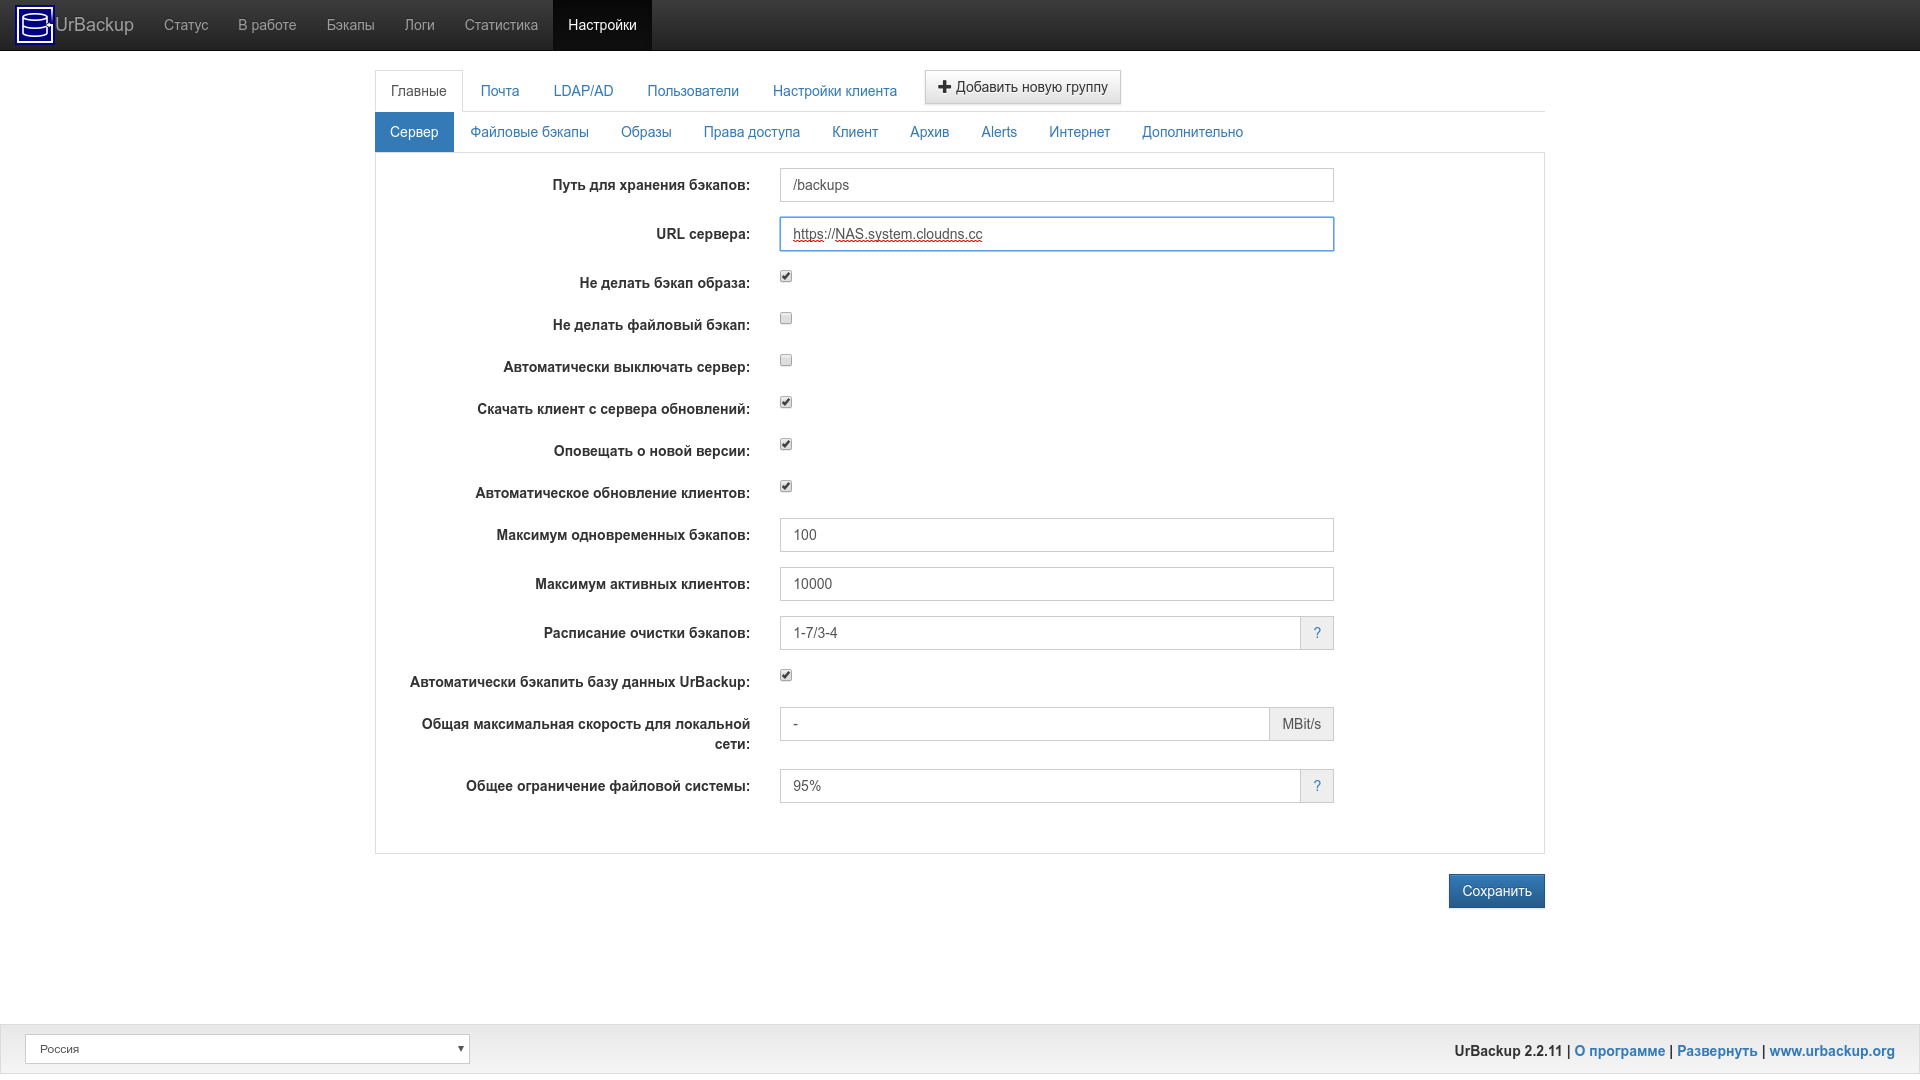 UrBackup Статус В работе Бэкапы Логи Статистика Настройки
Главные Почта LDAP/AD Пользователи Настройки клиента Добавить новую группу
Сервер Файловые бэкапы Образы Права доступа Клиент Архив Alerts Интернет Дополнительно
Путь для хранения бэкапов: /backups
URL сервера: https://NAS.system.cloudns.cc
Не делать бэкап образа:
Не делать файловый бэкап:
Автоматически выключать сервер:
Скачать клиент с сервера обновлений:
Оповещать о новой версии:
Автоматическое обновление клиентов:
Максимум одновременных бэкапов: 100
Максимум активных клиентов: 10000
Расписание очистки бэкапов: 1-7/3-4 ?
Автоматически бэкапить базу данных UrBackup:
Общая максимальная скорость для локальной - MBit/s
сети:
Общее ограничение файловой системы: 95% ?
Сохранить
Россия UrBackup 2.2.11 | О программе | Развернуть | www.urbackup.org